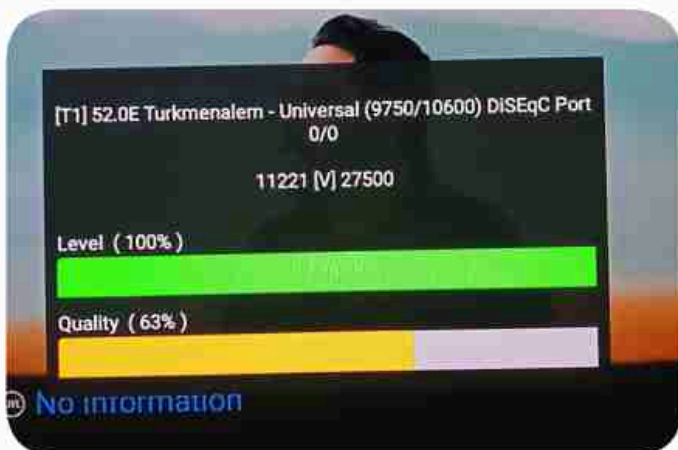 [T1] 52.0E Turkmenalem - Universal (9750/10600) DiSEqC Port
0/0
11221 [V] 27500
Level (100%)
Quality (63%)
No information